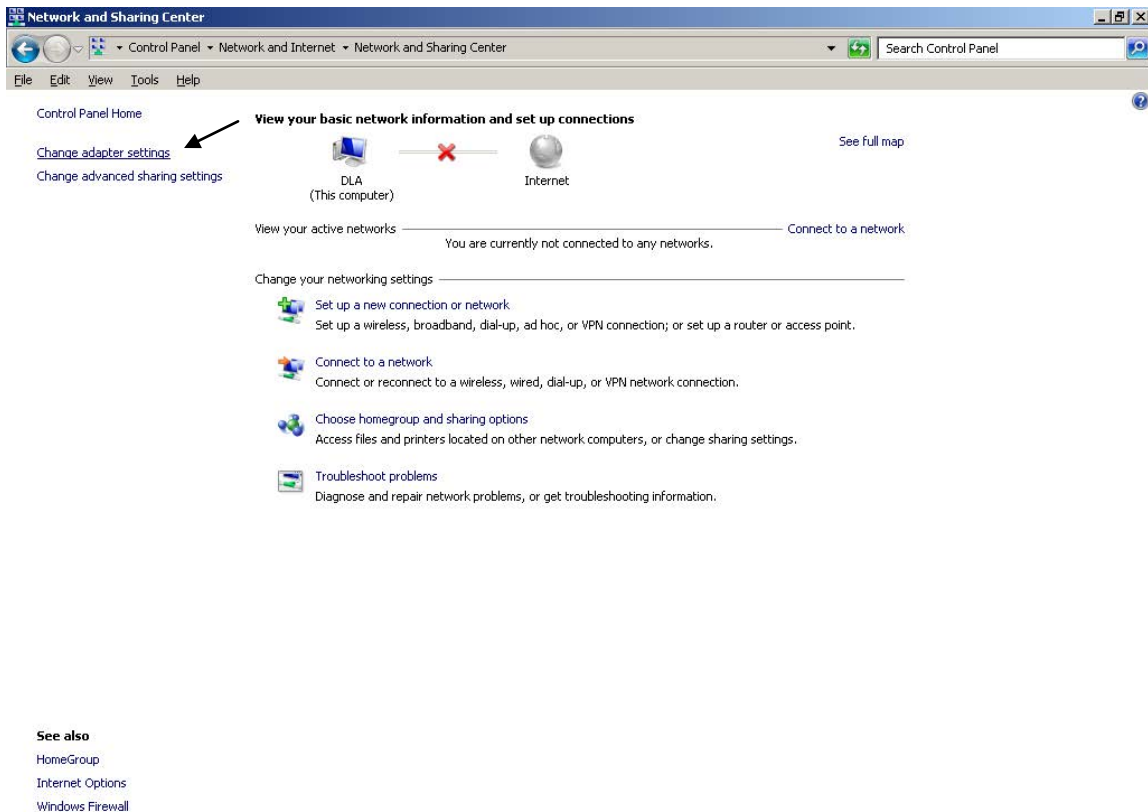 Network and Sharing Center
Control Panel Network and Internet Network and Sharing Center
Search Control Panel
File Edit View Tools Help
Control Panel Home
Change adapter settings
Change advanced sharing settings
View your basic network information and set up connections
See full map
DLA
(This computer)
Internet
View your active networks
Connect to a network
You are currently not connected to any networks.
Change your networking settings
Set up a new connection or network
Set up a wireless, broadband, dial-up, ad hoc, or VPN connection; or set up a router or access point.
Connect to a network
Connect or reconnect to a wireless, wired, dial-up, or VPN network connection.
Choose homegroup and sharing options
Access files and printers located on other network computers, or change sharing settings.
Troubleshoot problems
Diagnose and repair network problems, or get troubleshooting information.
See also
HomeGroup
Internet Options
Windows Firewall